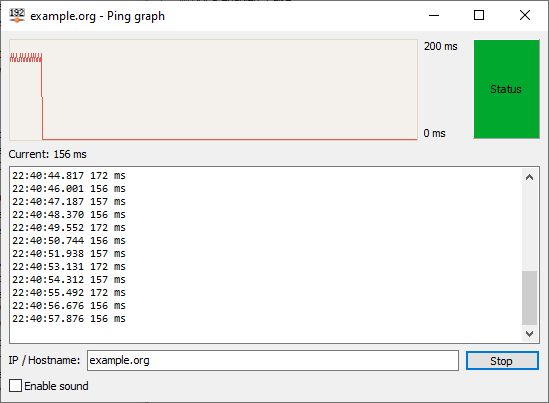 192
example.org - Ping graph
200 ms
Status
0 ms
Current: 156 ms
22:40:44.817 172 ms
22:40:46.001 156 ms
22:40:47.187 157 ms
22:40:48.370 156 ms
22:40:49.552 172 ms
22:40:50.744 156 ms
22:40:51.938 157 ms
22:40:53.131 172 ms
22:40:54.312 157 ms
22:40:55.492 172 ms
22:40:56.676 156 ms
22:40:57.876 156 ms
IP / Hostname: example.org Stop
Enable sound